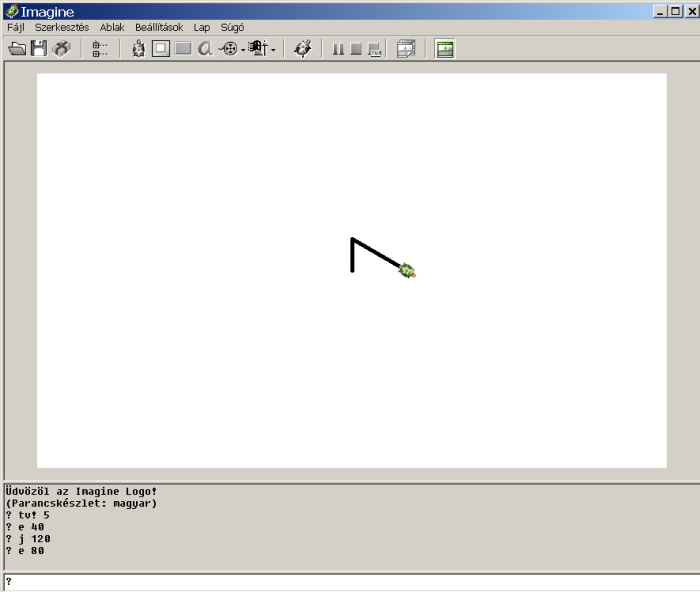 Imagine
Fájl Szerkesztés Ablak Beállítások Lap Súgó
Üdvözöl az Imagine Logo!
(Parancskészlet: magyar)
? tv! 5
? e 40
? j 120
? e 80
?